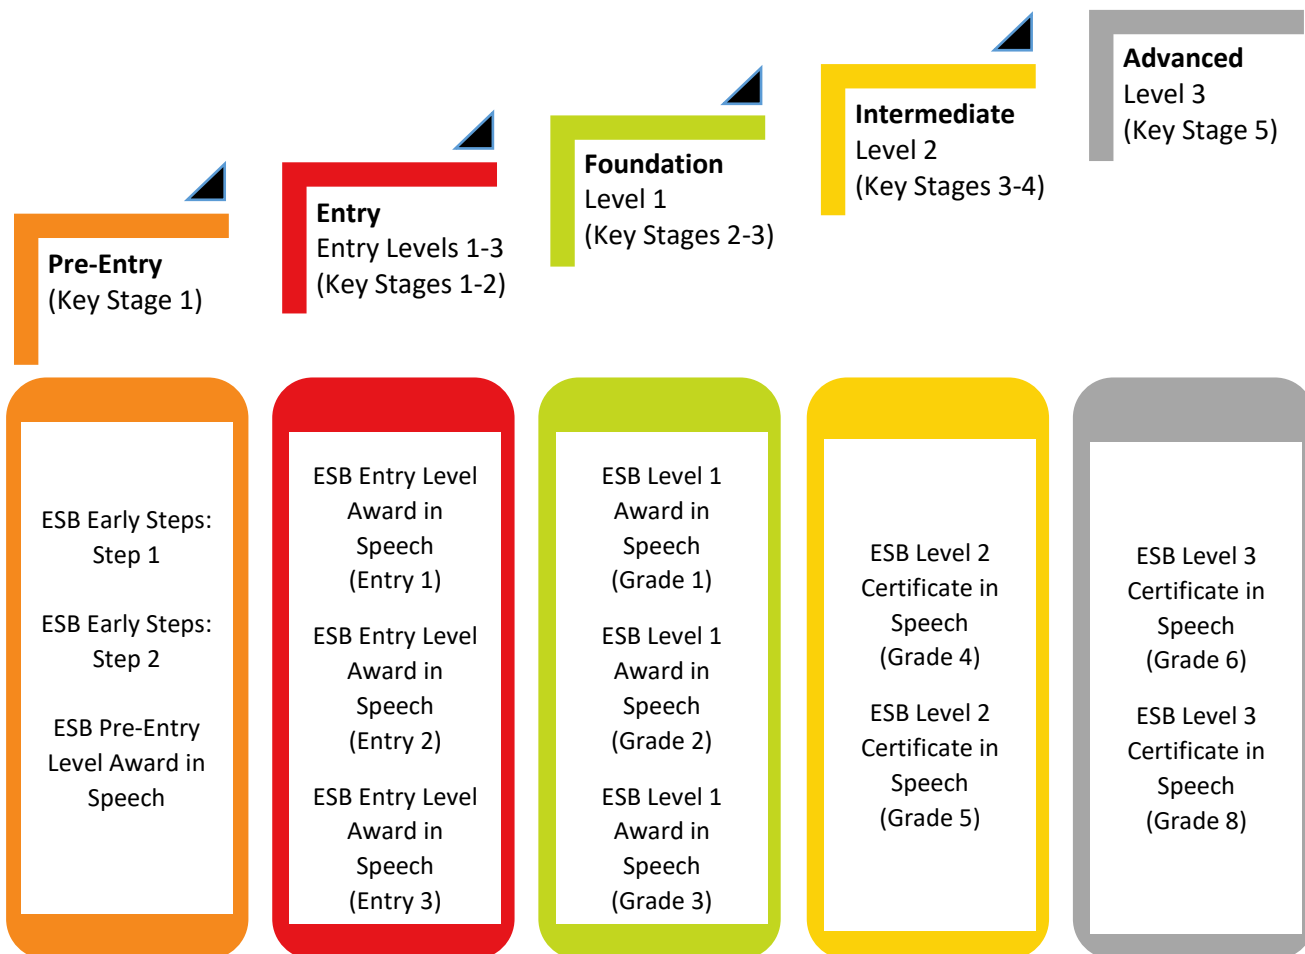 Pre-Entry
(Key Stage 1)
Entry
Entry Levels 1-3
(Key Stages 1-2)
Foundation
Level 1
(Key Stages 2-3)
Intermediate
Level 2
(Key Stages 3-4)
Advanced
Level 3
(Key Stage 5)
ESB Early Steps:
Step 1
ESB Early Steps:
Step 2
ESB Pre-Entry
Level Award in
Speech
ESB Entry Level
Award in
Speech
(Entry 1)
ESB Entry Level
Award in
Speech
(Entry 2)
ESB Entry Level
Award in
Speech
(Entry 3)
ESB Level 1
Award in
Speech
(Grade 1)
ESB Level 1
Award in
Speech
(Grade 2)
ESB Level 1
Award in
Speech
(Grade 3)
ESB Level 2
Certificate in
Speech
(Grade 4)
ESB Level 2
Certificate in
Speech
(Grade 5)
ESB Level 3
Certificate in
Speech
(Grade 6)
ESB Level 3
Certificate in
Speech
(Grade 8)